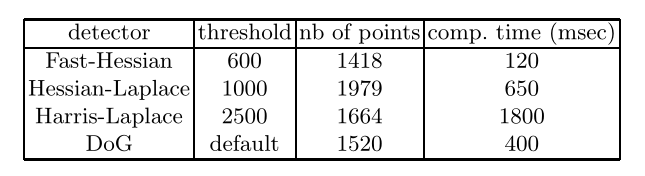 detector threshold nb of points comp. time (msec)
Fast-Hessian 600 1418 120
Hessian-Laplace 1000 1979 650
Harris-Laplace 2500 1664 1800
DoG default 1520 400